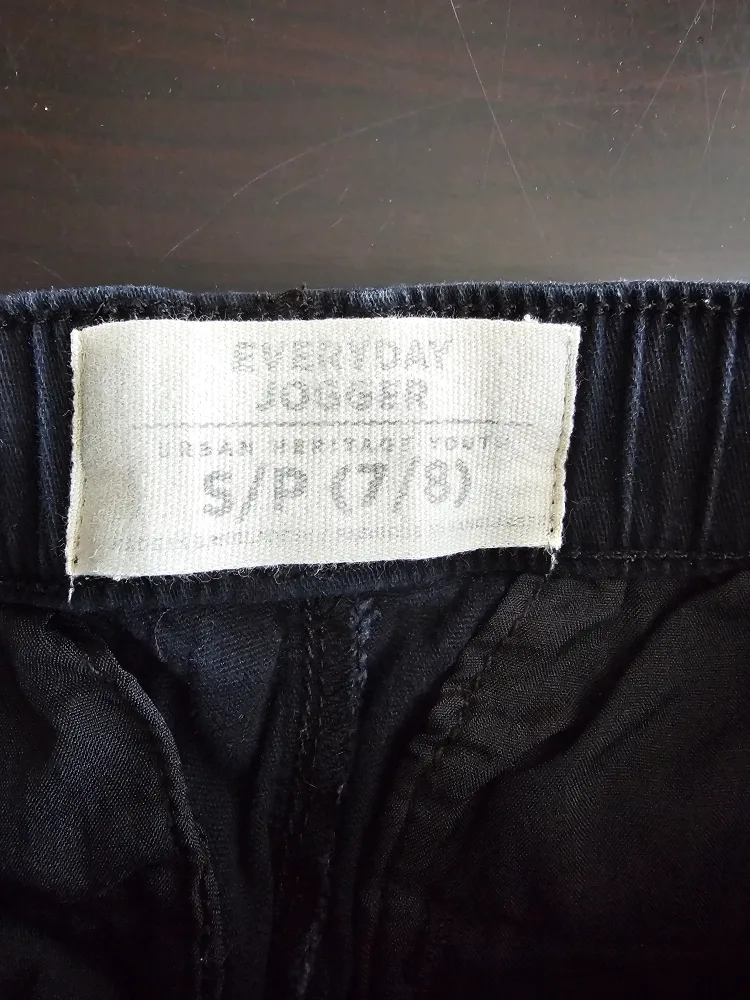 EVERYDAY
JOGGER
URBAN HERITAGE YOUTH
S/P (7/8)